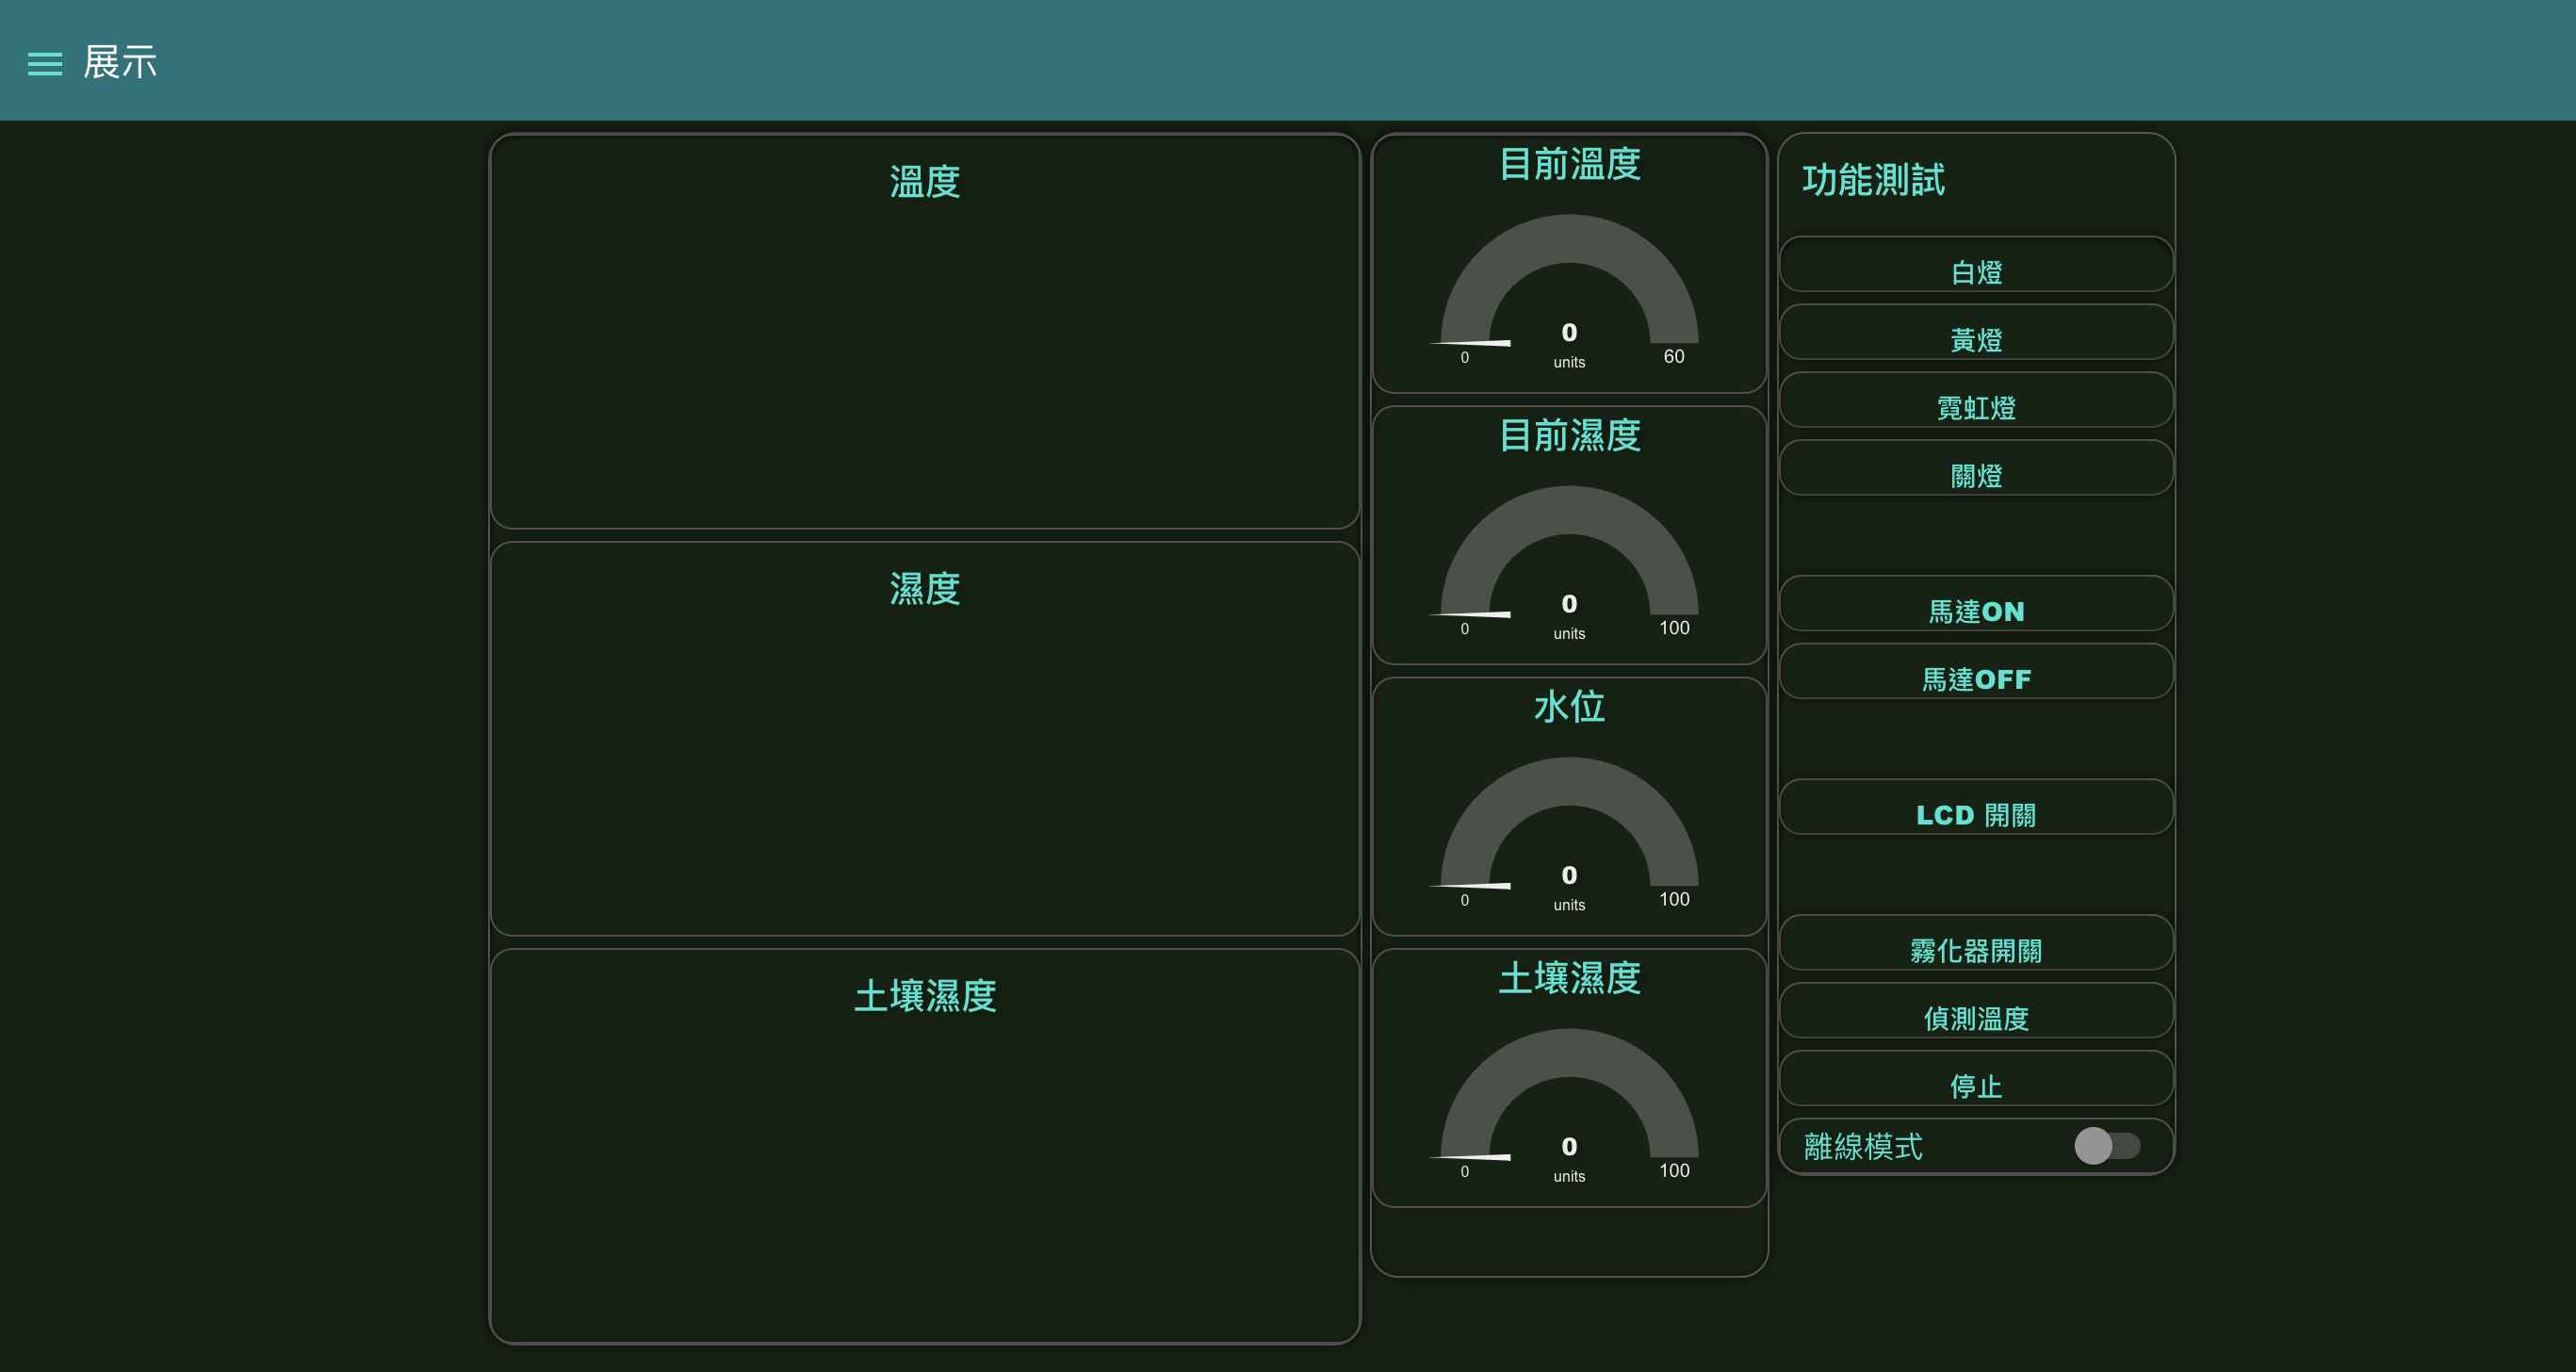 展示
溫度
濕度
土壤濕度
目前溫度
0
units
0
60
目前濕度
0
units
0
100
水位
0
units
0
100
土壤濕度
0
units
0
100
功能測試
白燈
黃燈
霓虹燈
關燈
馬達ON
馬達OFF
LCD 開關
霧化器開關
偵測溫度
停止
離線模式